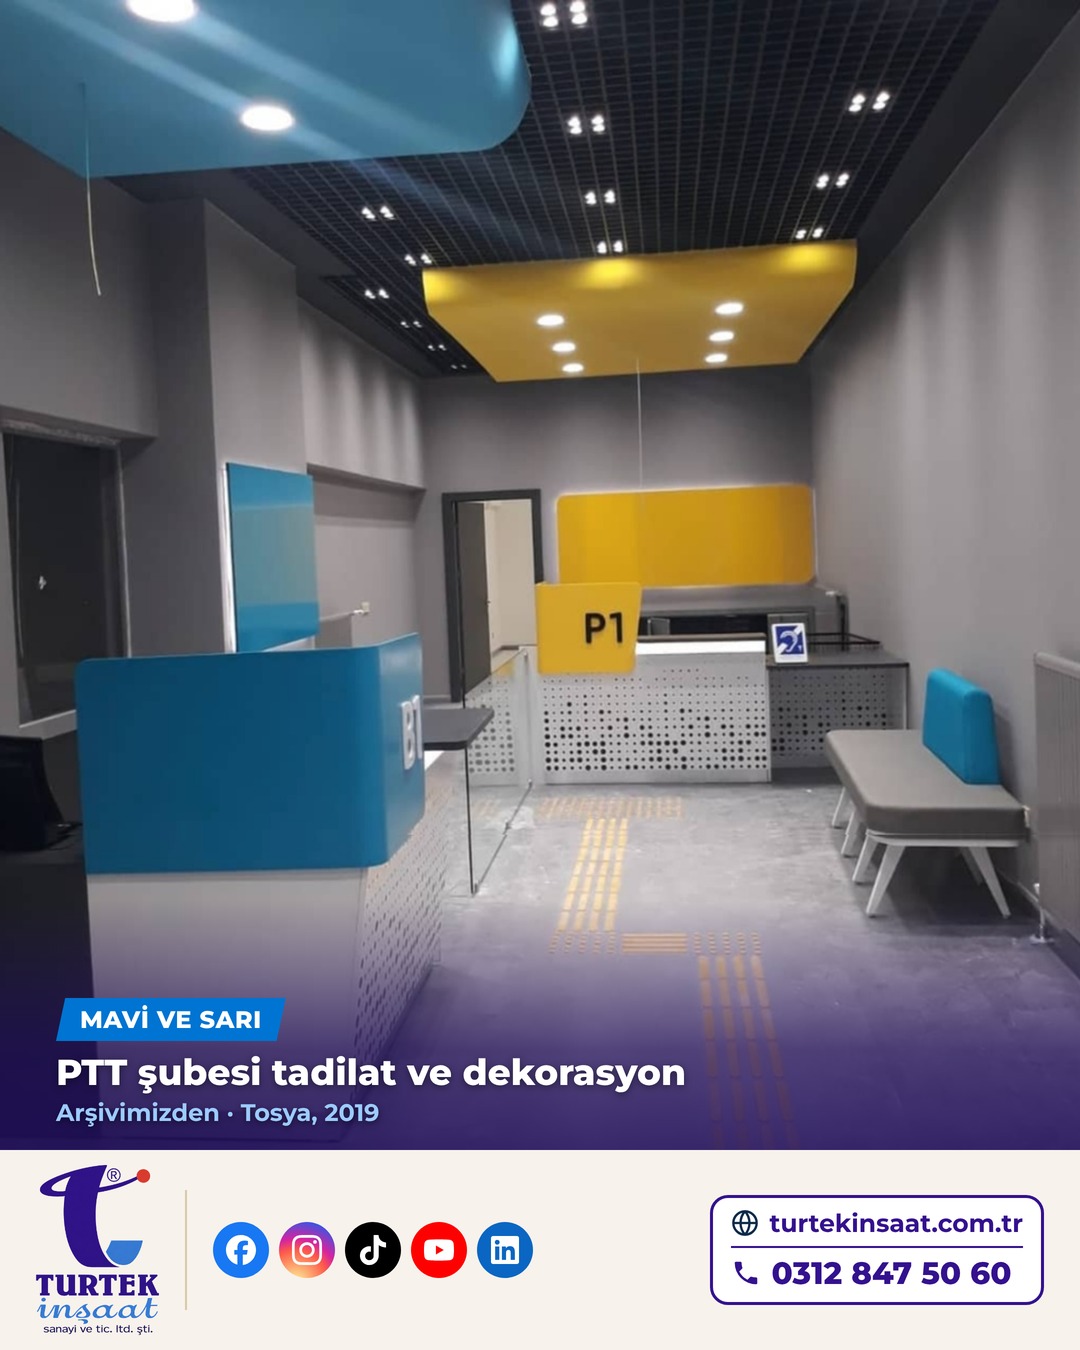 P1
B1
MAVİ VE SARI
PTT şubesi tadilat ve dekorasyon
Arşivimizden · Tosya, 2019
®
TURTEK
inşaat
sanayi ve tic. ltd. şti.
turtekinsaat.com.tr
0312 847 50 60